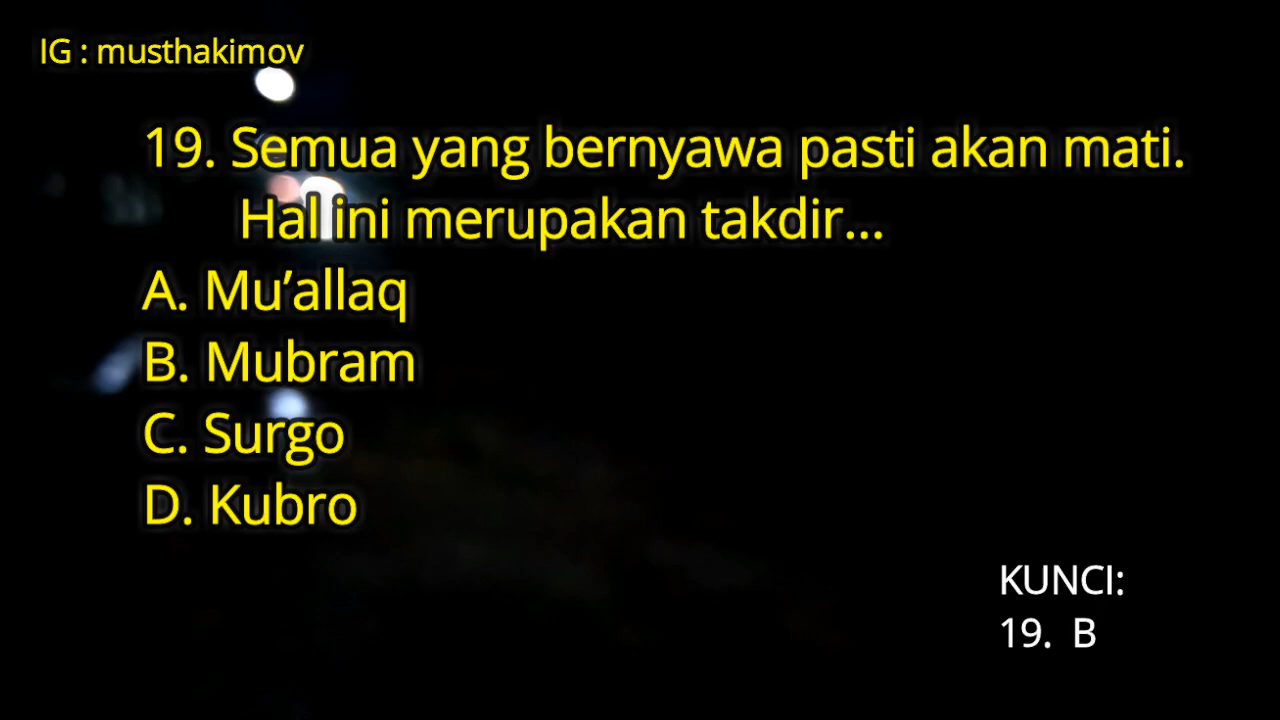 IG : musthakimov
19. Semua yang bernyawa pasti akan mati.
Hal ini merupakan takdir...
A. Mu’allaq
B. Mubram
C. Surgo
D. Kubro
KUNCI:
19. B